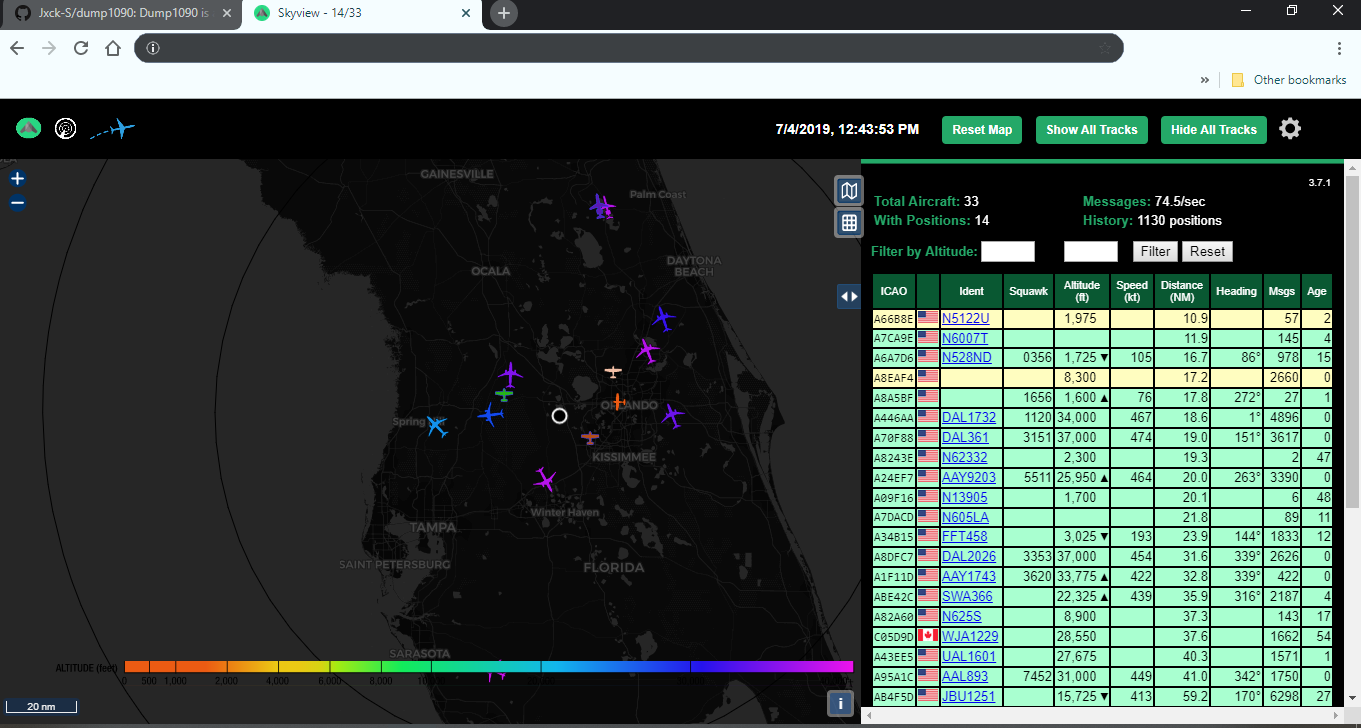 Jxck-S/dump1090: Dump1090 is
Skyview - 14/33
Other bookmarks
7/4/2019, 12:43:53 PM
Reset Map
Show All Tracks
Hide All Tracks
GAINESVILLE
Palm Coast
OCALA
DAYTONA
BEACH
ORLANDO
Spring
KISSIMMEE
Winter Haven
TAMPA
SAINT PETERSBURG
FLORIDA
SARASOTA
ALTITUDE (feet)
0 500 1,000 2,000 4,000 6,000 8,000
20 nm
3.7.1
Total Aircraft: 33 Messages: 74.5/sec
With Positions: 14 History: 1130 positions
Filter by Altitude: Filter Reset
ICAO Ident Squawk Altitude (ft) Speed (kt) Distance (NM) Heading Msgs Age
A66B8E N5122U 1,975 10.9 57 2
A7CA9E N6007T 11.9 145 4
A6A7D6 N528ND 0356 1,725 ▼ 105 16.7 86° 978 15
A8EAF4 8,300 17.2 2660 0
A8A5BF 1656 1,600 ▲ 76 17.8 272° 27 1
A446AA DAL1732 1120 34,000 467 18.6 1° 4896 0
A70F88 DAL361 3151 37,000 474 19.0 151° 3617 0
A8243E N62332 2,300 19.3 2 47
A24EF7 AAY9203 5511 25,950 ▲ 464 20.0 263° 3390 0
A09F16 N13905 1,700 20.1 6 48
A7DACD N605LA 21.8 89 11
A34B15 FFT458 3,025 ▼ 193 23.9 144° 1833 12
A8DFC7 DAL2026 3353 37,000 454 31.6 339° 2626 0
A1F11D AAY1743 3620 33,775 ▲ 422 32.8 339° 422 0
ABE42C SWA366 22,325 ▲ 439 35.9 316° 2187 4
A82A60 N625S 8,900 37.3 143 17
C05D9D WJA1229 28,550 37.6 1662 54
A43EE5 UAL1601 27,675 40.3 1571 1
A95A1C AAL893 7452 31,000 449 41.0 342° 1750 0
AB4F5D JBU1251 15,725 ▼ 413 59.2 170° 6298 27